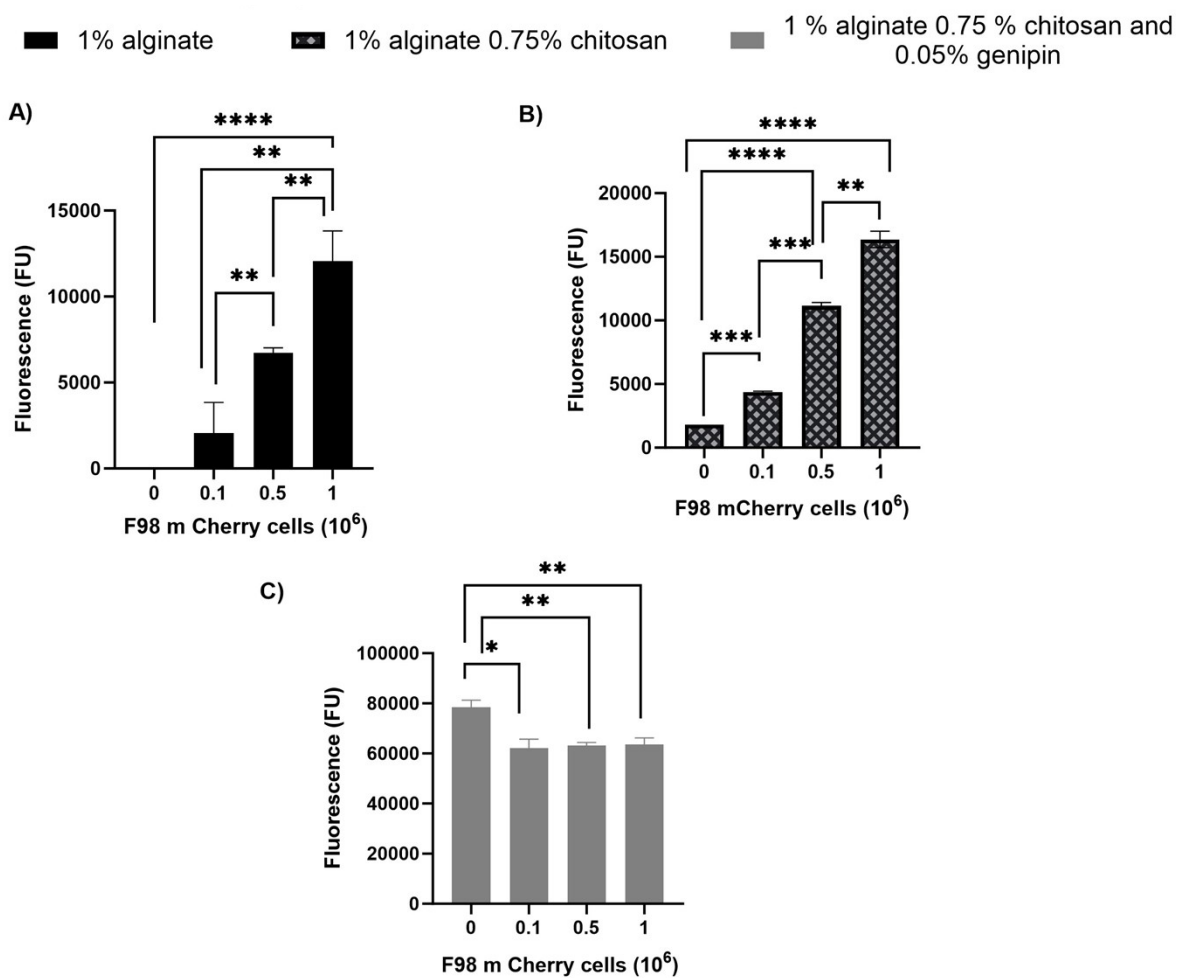 1% alginate
1% alginate 0.75% chitosan
1 % alginate 0.75 % chitosan and
0.05% genipin
A)
****
**
**
**
15000
10000
5000
0
Fluorescence (FU)
0 0.1 0.5 1
F98 m Cherry cells (10⁶)
B)
****
****
**
***
***
20000
15000
10000
5000
0
Fluorescence (FU)
0 0.1 0.5 1
F98 mCherry cells (10⁶)
C)
**
**
*
100000
80000
60000
40000
20000
0
Fluorescence (FU)
0 0.1 0.5 1
F98 m Cherry cells (10⁶)